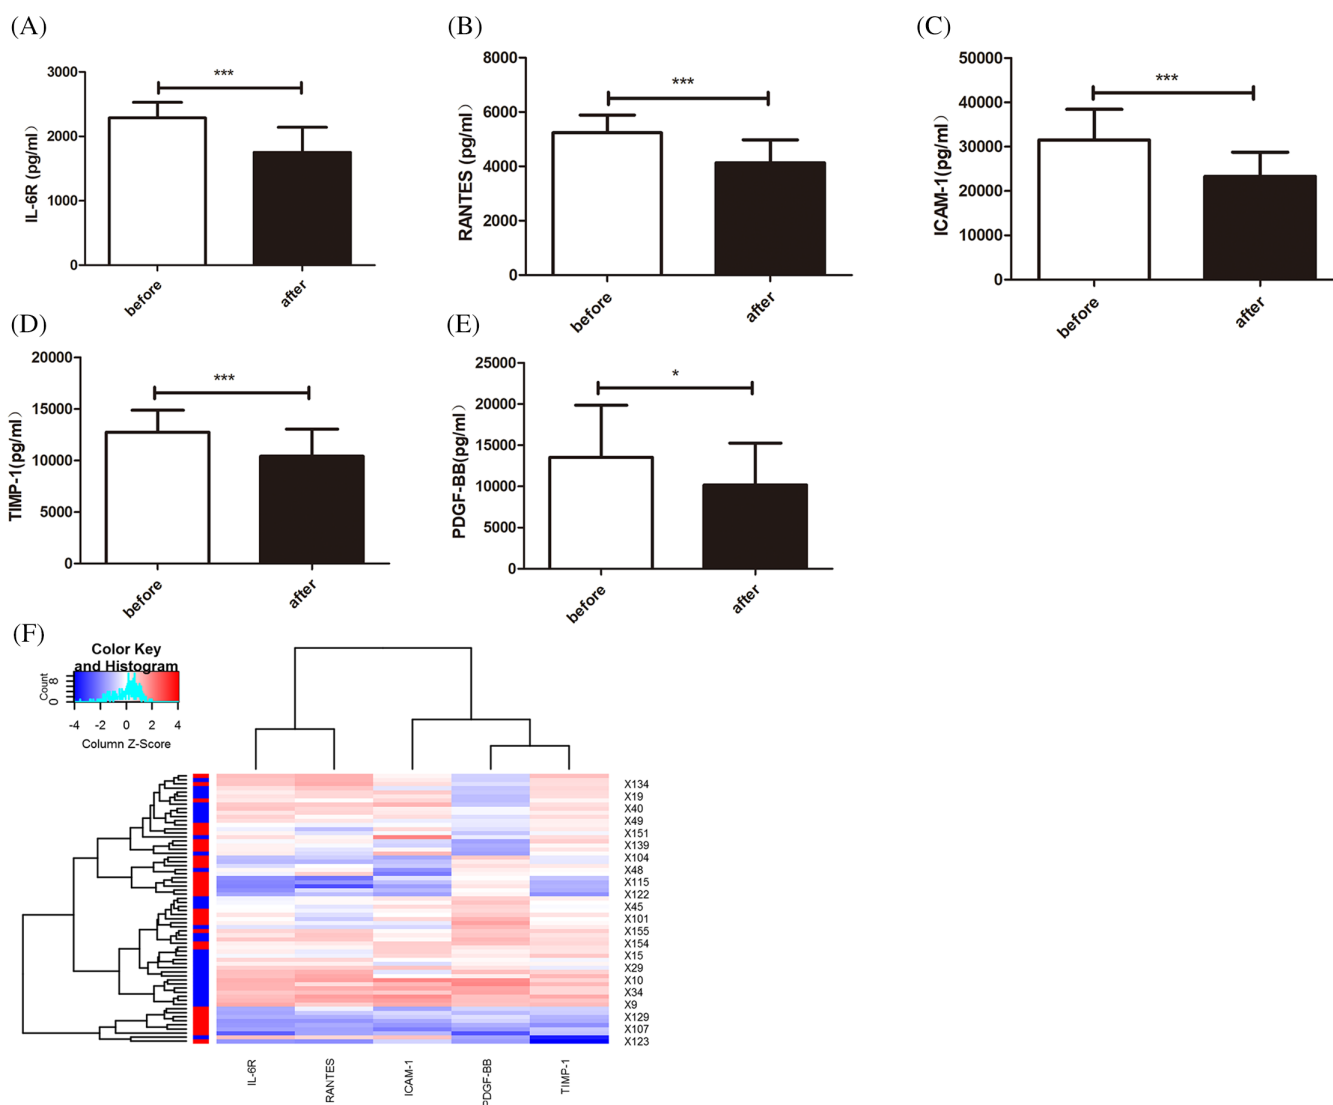 (A)
IL-6R (pg/ml)
3000
2000
1000
0
***
before
after
(B)
RANTES (pg/ml)
8000
6000
4000
2000
0
***
before
after
(C)
ICAM-1(pg/ml)
50000
40000
30000
20000
10000
0
***
before
after
(D)
TIMP-1(pg/ml)
20000
15000
10000
5000
0
***
before
after
(E)
PDGF-BB(pg/ml)
25000
20000
15000
10000
5000
0
*
before
after
(F)
Color Key
and Histogram
Count
0 8
-4 -2 0 2 4
Column Z-Score
X134
X19
X40
X49
X151
X139
X104
X48
X115
X122
X45
X101
X155
X154
X15
X29
X10
X34
X9
X129
X107
X123
IL-6R
RANTES
ICAM-1
PDGF-BB
TIMP-1